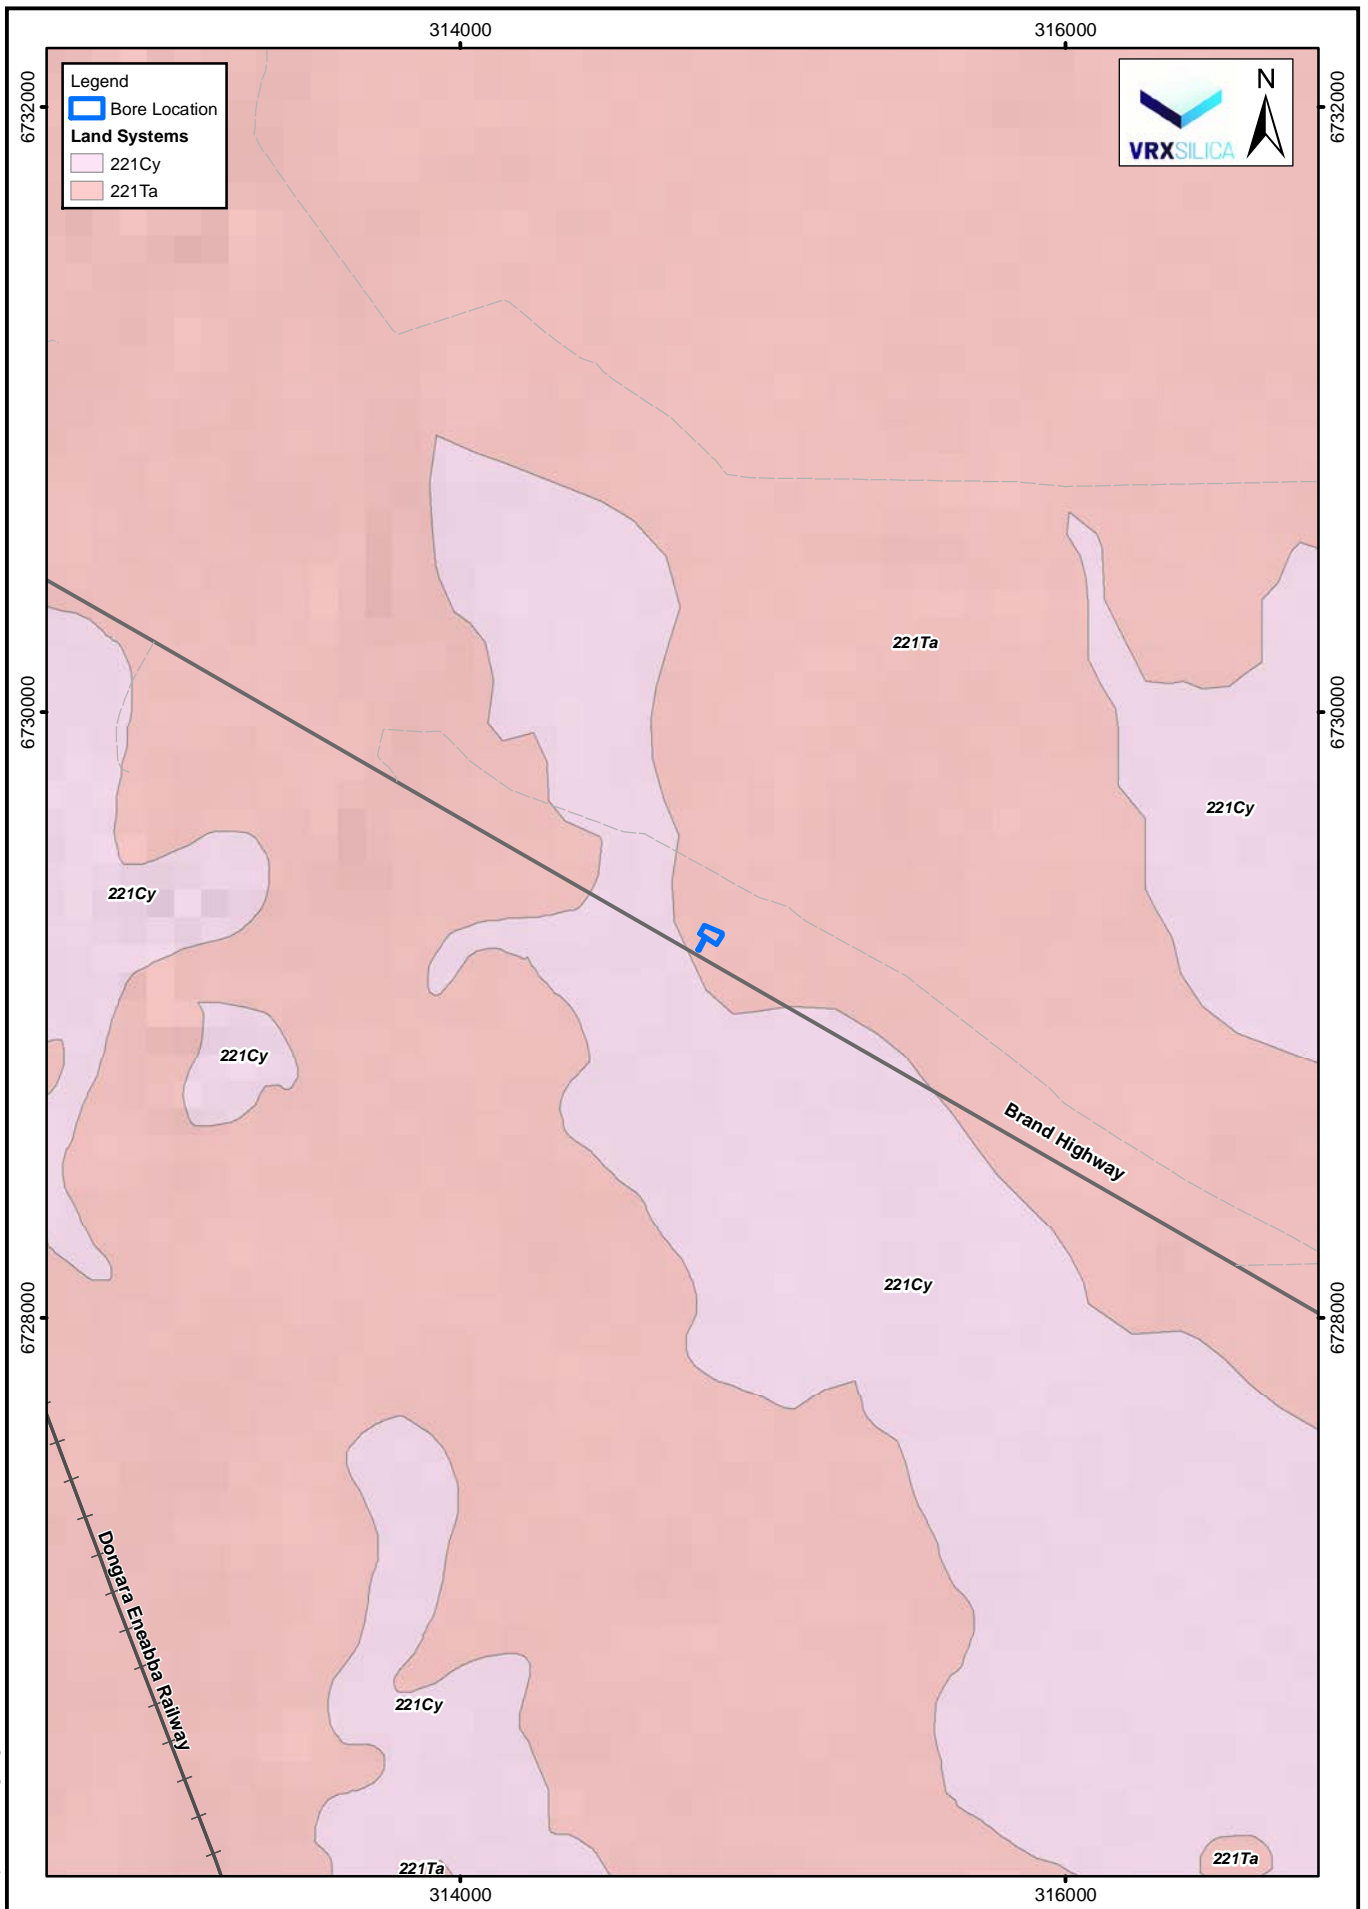 314000
316000
6732000
6732000
Legend
Bore Location
Land Systems
221Cy
221Ta
N
VRXSILICA
221Ta
6730000
6730000
221Cy
221Cy
221Cy
Brand Highway
221Cy
6728000
6728000
Dongara Eneabba Railway
221Cy
221Ta
221Ta
314000
316000